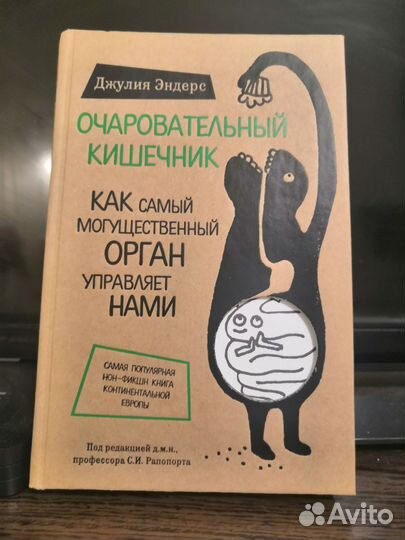 Джулия Эндерс
ОЧАРОВАТЕЛЬНЫЙ
КИШЕЧНИК
КАК САМЫЙ
МОГУЩЕСТВЕННЫЙ
ОРГАН
УПРАВЛЯЕТ
НАМИ
САМАЯ ПОПУЛЯРНАЯ
НОН-ФИКШН КНИГА
КОНТИНЕНТАЛЬНОЙ
ЕВРОПЫ
Под редакцией д.м.н.,
профессора С.И. Рапопорта
Avito